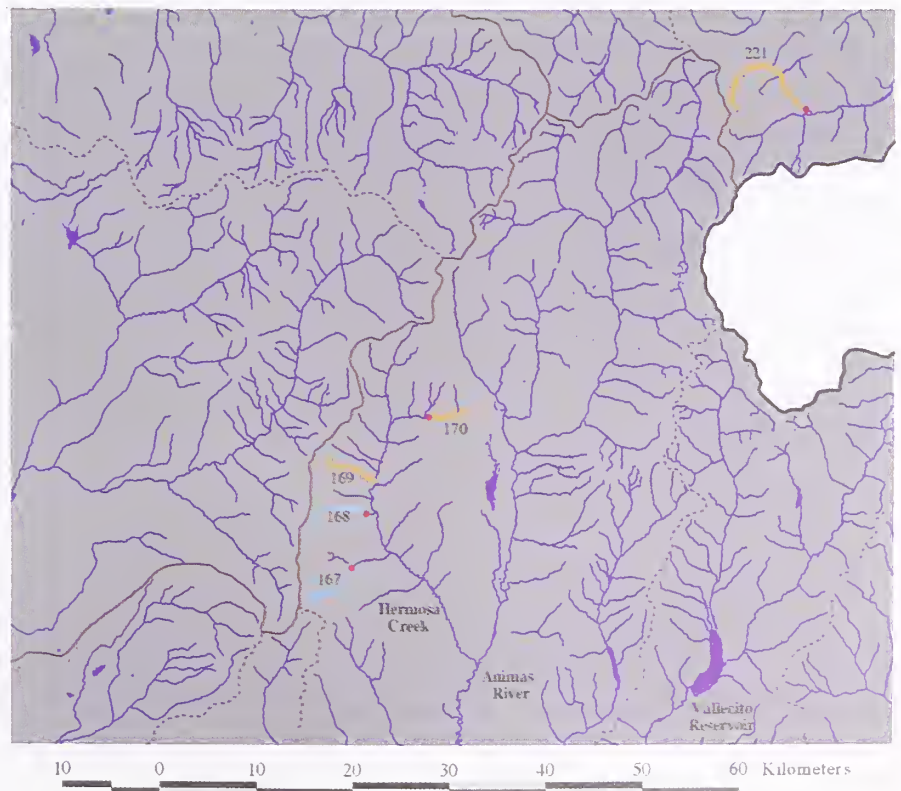 221
170
169
168
167
Hermosa
Creek
Animas
River
Vallecito
Reservoir
10 0 10 20 30 40 50 60 Kilometers